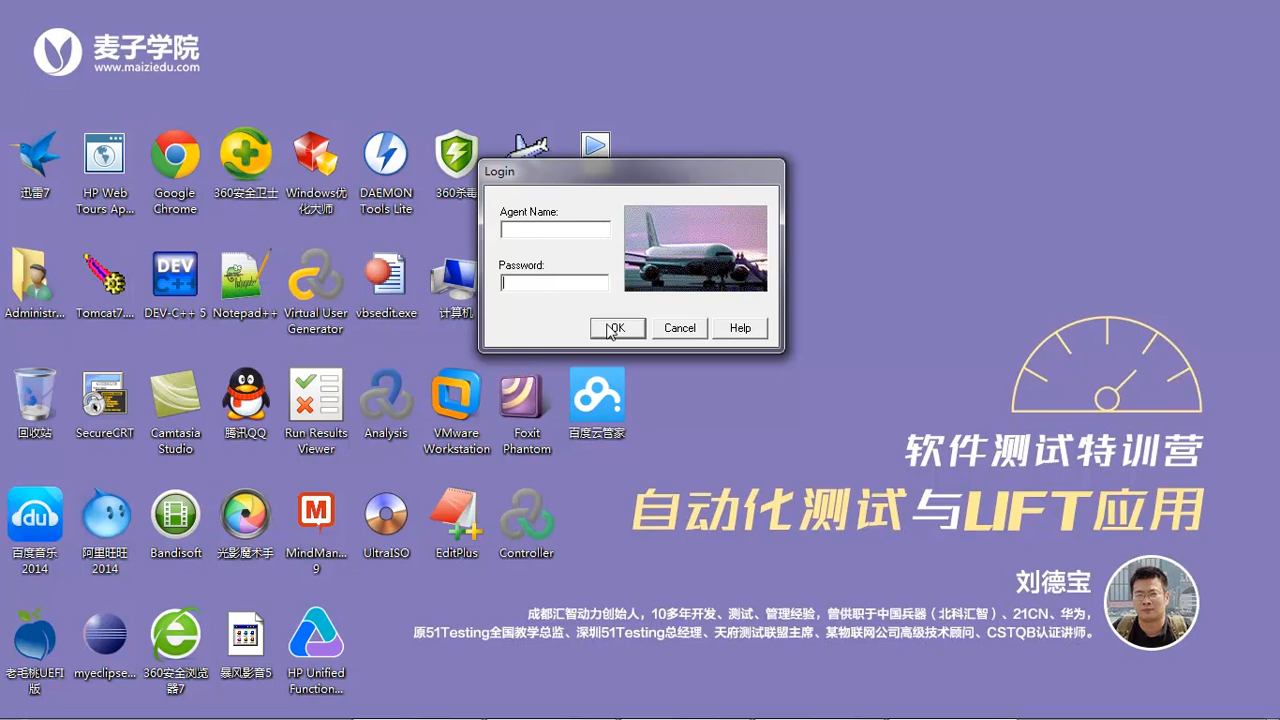 麦子学院
www.maiziedu.com
迅雷7
HP Web
Tours Ap...
Google
Chrome
360安全卫士
Windows优
化大师
DAEMON
Tools Lite
360杀毒
Login
Agent Name:
Password:
OK
Cancel
Help
Administr...
Tomcat7....
DEV
C++
DEV-C++ 5
Notepad++
Virtual User
Generator
vbsedit.exe
计算机
回收站
SecureCRT
Camtasia
Studio
腾讯QQ
Run Results
Viewer
Analysis
VMware
Workstation
Foxit
Phantom
百度云管家
du
百度音乐
2014
阿里旺旺
2014
Bandisoft
光影魔术手
M
MindMan...
9
UltraISO
EditPlus
Controller
老毛桃UEFI
版
myeclipse...
360安全浏览
器7
暴风影音5
HP Unified
Function...
软件测试特训营
自动化测试与UFT应用
刘德宝
成都汇智动力创始人，10多年开发、测试、管理经验，曾供职于中国兵器（北科汇智）、21CN、华为，
原51Testing全国教学总监、深圳51Testing总经理、天府测试联盟主席、某物联网公司高级技术顾问、CSTQB认证讲师。